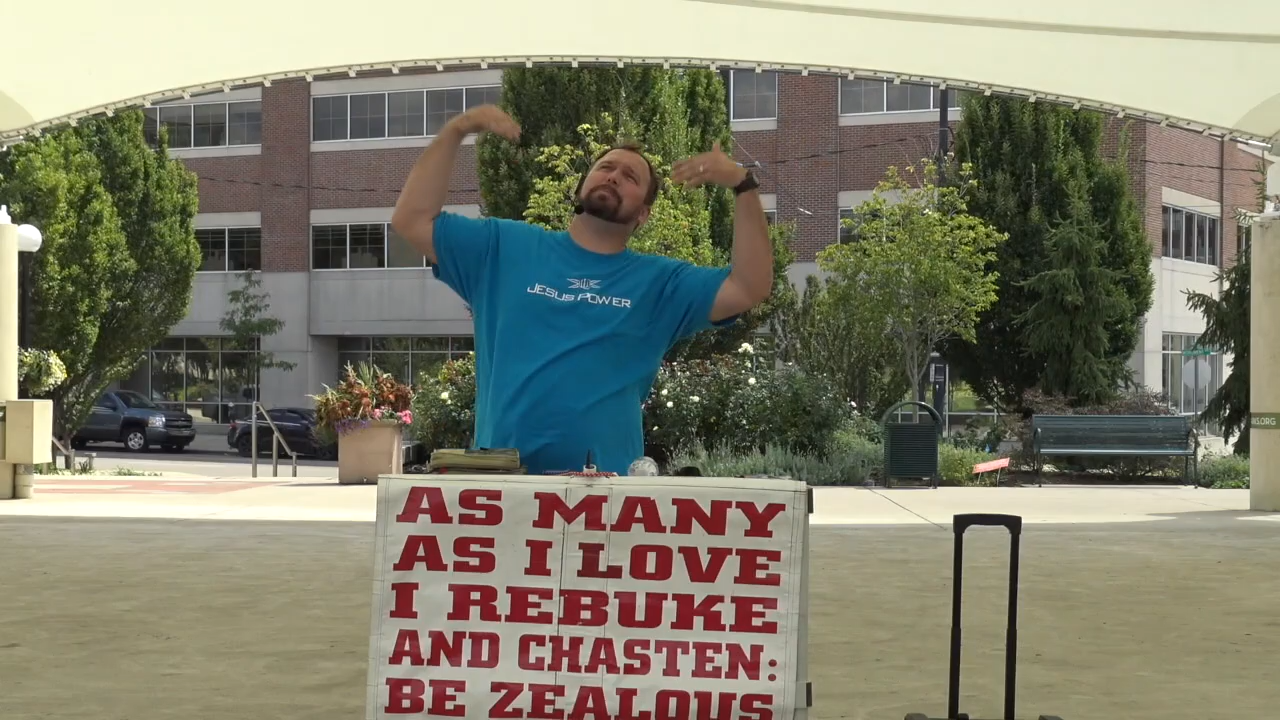 JESUS POWER
AS MANY
AS I LOVE
I REBUKE
AND CHASTEN:
BE ZEALOUS